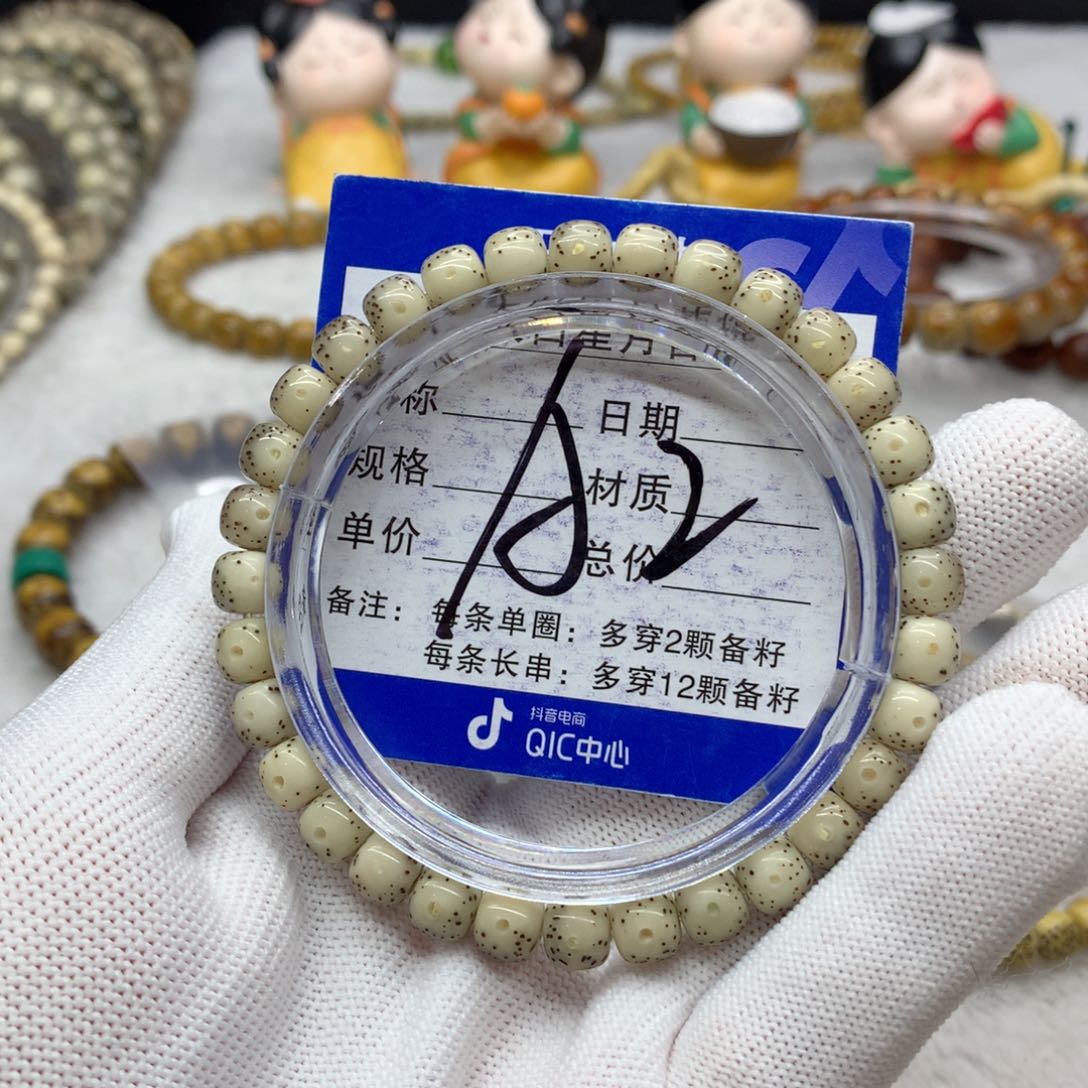 称 日期
规格 材质
单价 总价
A2
备注： 每条单圈：多穿2颗备籽
每条长串：多穿12颗备籽
抖音电商
QIC中心